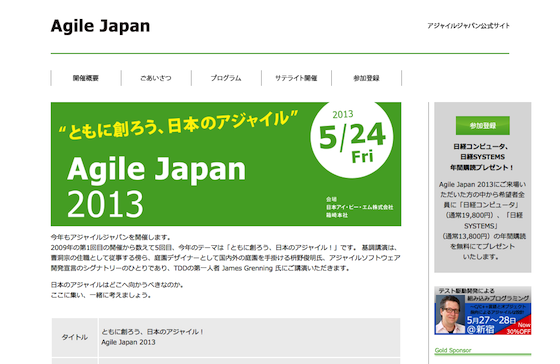 Agile Japan
アジャイルジャパン公式サイト
開催概要
ごあいさつ
プログラム
サテライト開催
参加登録
“ともに創ろう、日本のアジャイル”
2013
5/24
Fri
Agile Japan
2013
会場
日本アイ・ビー・エム株式会社
箱崎本社
今年もアジャイルジャパンを開催します。
2009年の第1回目の開催から数えて5回目、今年のテーマは『ともに創ろう、日本のアジャイル！』です。 基調講演は、
曹洞宗の住職として従事する傍ら、庭園デザイナーとして国内外の庭園を手掛ける枡野俊明氏、アジャイルソフトウェア
開発宣言のシグナトリーのひとりであり、TDDの第一人者 James Grenning 氏にご講演いただきます。
日本のアジャイルはどこへ向かうべきなのか。
ここに集い、一緒に考えましょう。
タイトル
ともに創ろう、日本のアジャイル！
Agile Japan 2013
参加登録
日経コンピュータ、
日経SYSTEMS
年間購読プレゼント！
Agile Japan 2013にご来場い
ただいた方の中から希望者全
員に「日経コンピュータ」
（通常19,800円）、「日経
SYSTEMS」
（通常13,800円）の年間購読
を無料にてプレゼント
いたします。
テスト駆動開発による
組み込みプログラミング
5月27〜28日
@新宿
Now
30%OFF
Gold Sponsor